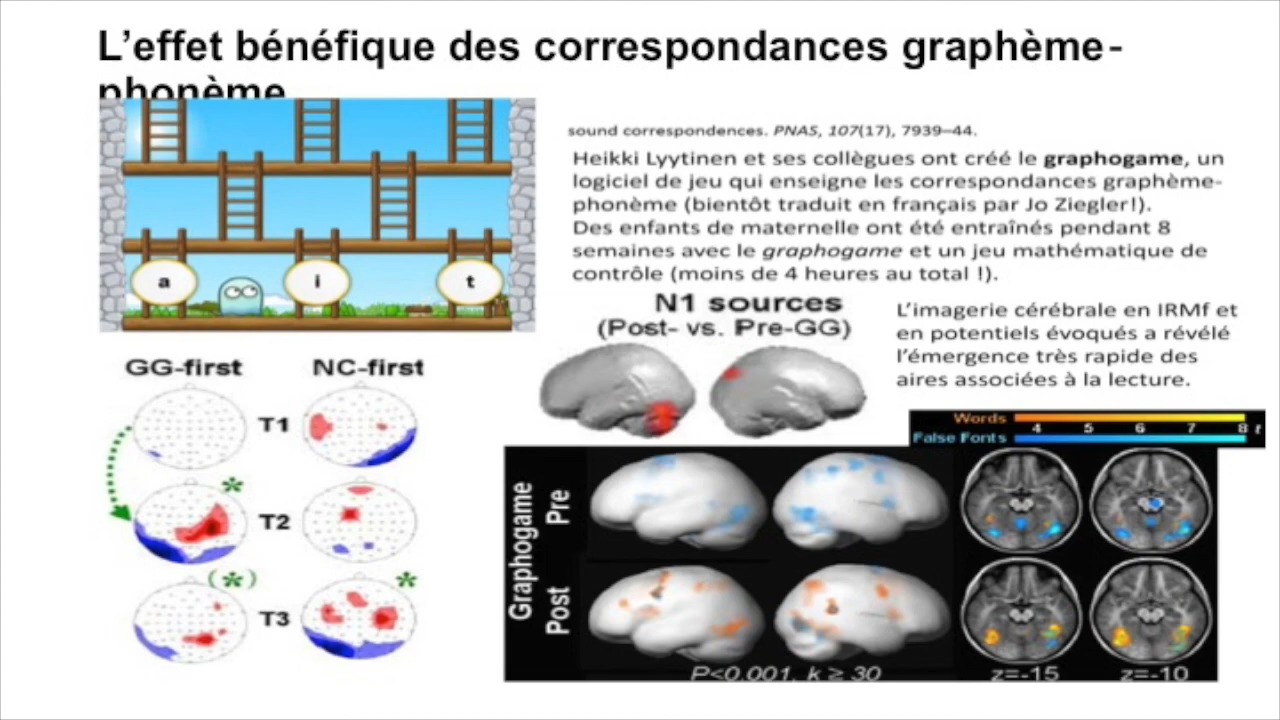 L’effet bénéfique des correspondances graphème-
phonème
sound correspondences. PNAS, 107(17), 7939–44.
Heikki Lyytinen et ses collègues ont créé le graphogame, un
logiciel de jeu qui enseigne les correspondances graphème-
phonème (bientôt traduit en français par Jo Ziegler!).
Des enfants de maternelle ont été entraînés pendant 8
semaines avec le graphogame et un jeu mathématique de
contrôle (moins de 4 heures au total !).
a i t
N1 sources
(Post- vs. Pre-GG)
L’imagerie cérébrale en IRMf et
en potentiels évoqués a révélé
l’émergence très rapide des
aires associées à la lecture.
GG-first NC-first
T1
*
T2
(*) *
T3
Words
4 5 6 7 8 t
False Fonts
Graphogame
Pre
Post
P<0.001, k ≥ 30
z=-15 z=-10